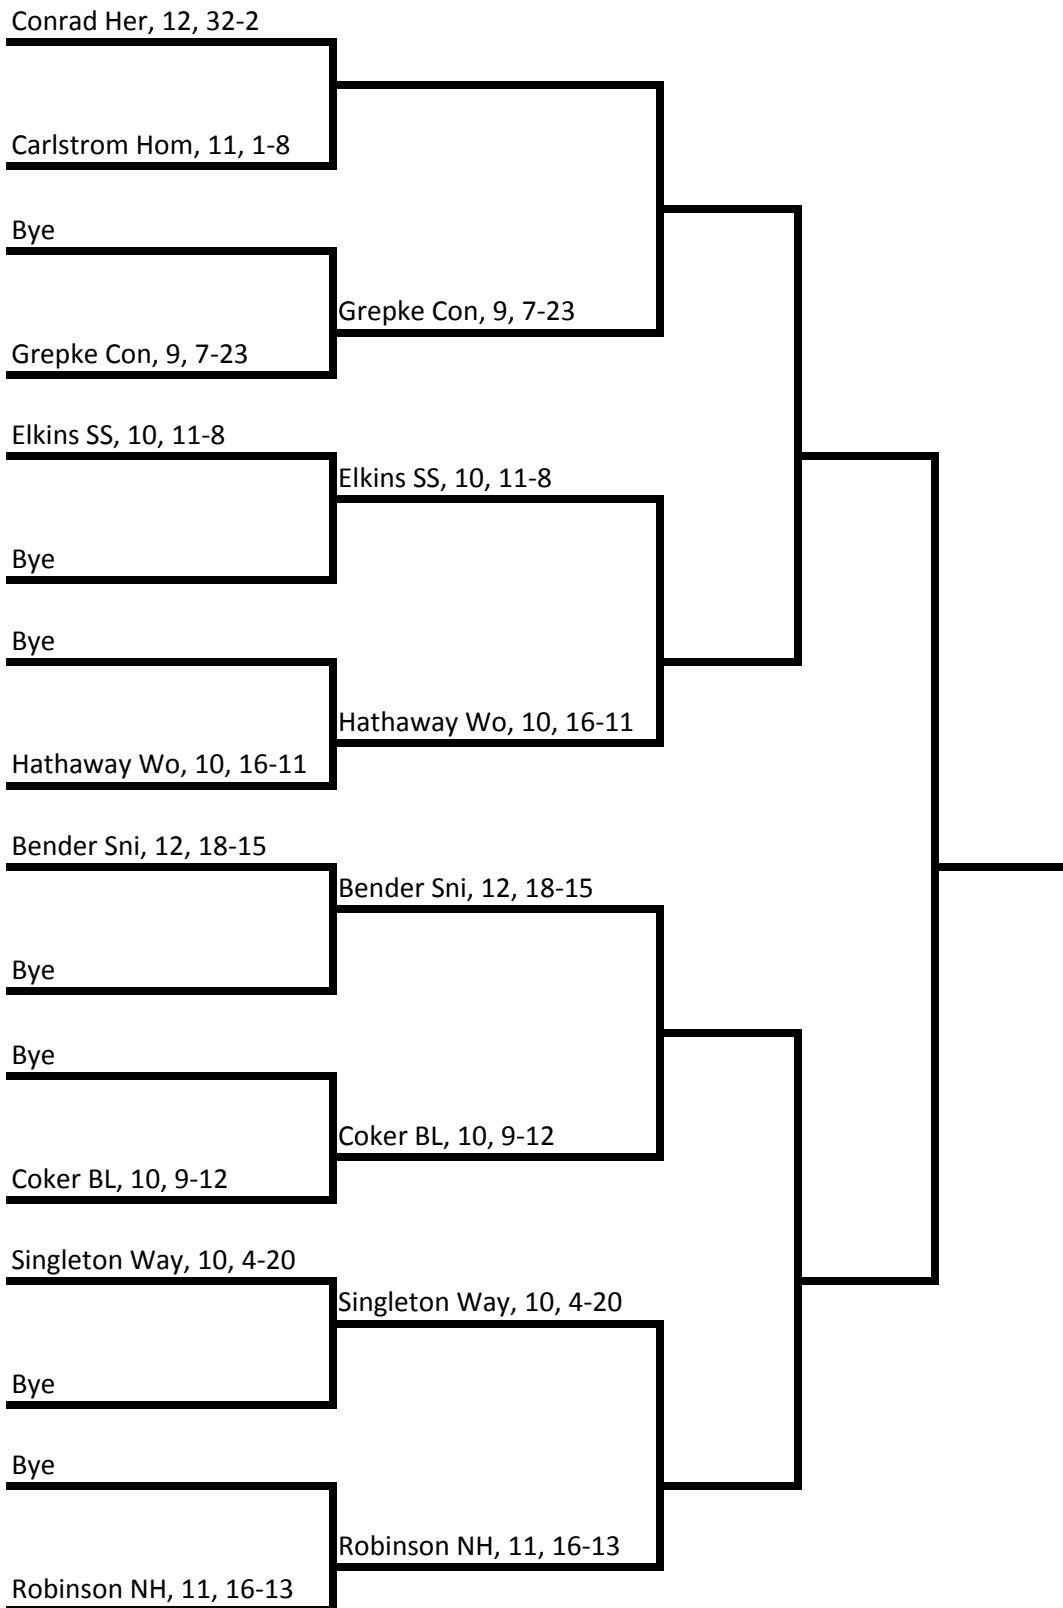 Conrad Her, 12, 32-2
Carlstrom Hom, 11, 1-8
Bye
Grepke Con, 9, 7-23
Grepke Con, 9, 7-23
Elkins SS, 10, 11-8
Elkins SS, 10, 11-8
Bye
Bye
Hathaway Wo, 10, 16-11
Hathaway Wo, 10, 16-11
Bender Sni, 12, 18-15
Bender Sni, 12, 18-15
Bye
Bye
Coker BL, 10, 9-12
Coker BL, 10, 9-12
Singleton Way, 10, 4-20
Singleton Way, 10, 4-20
Bye
Bye
Robinson NH, 11, 16-13
Robinson NH, 11, 16-13